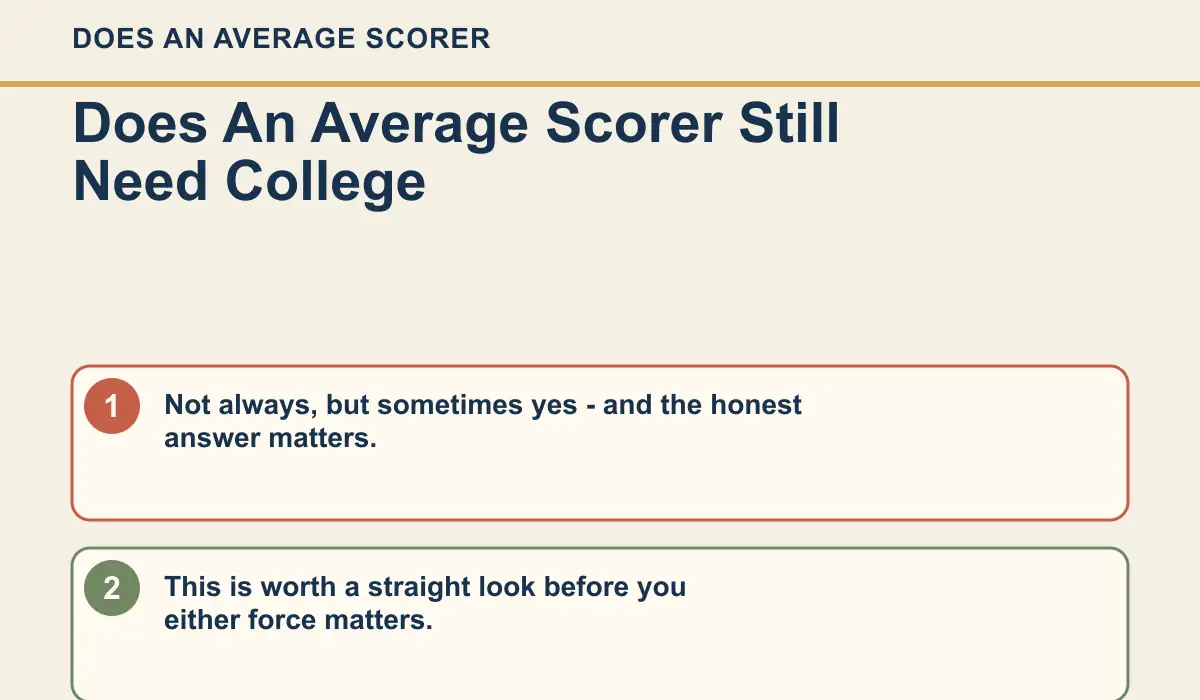 DOES AN AVERAGE SCORER
Does An Average Scorer Still
Need College
1
Not always, but sometimes yes - and the honest
answer matters.
2
This is worth a straight look before you
either force matters.